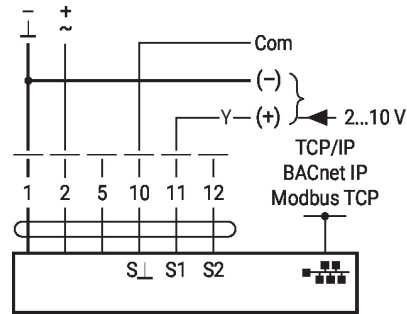 − +
⊥ ~
Com
(−)
Y (+) 2...10 V
TCP/IP
BACnet IP
Modbus TCP
1 2 5 10 11 12
S⊥ S1 S2